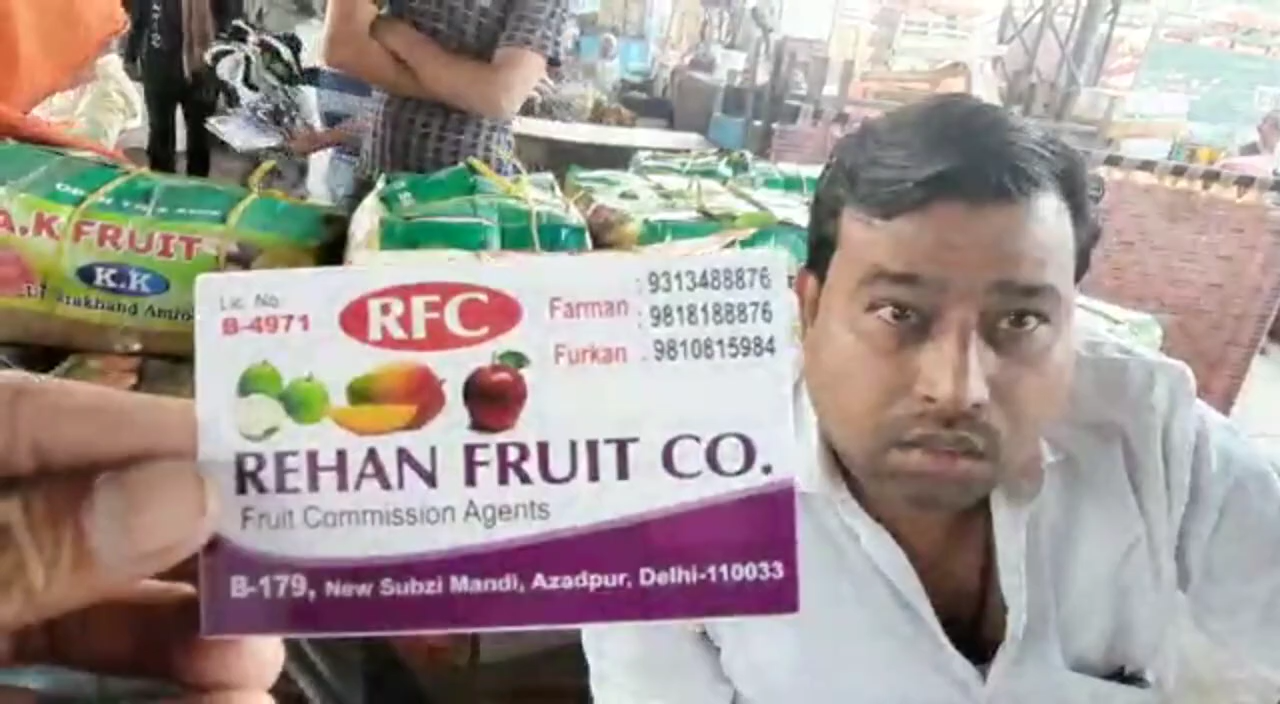 A.K FRUIT
K.K
Lic. No.
B-4971
RFC
: 9313488876
Farman : 9818188876
Furkan . 9810815984
REHAN FRUIT CO.
Fruit Commission Agents
B-179, New Subzi Mandi, Azadpur, Delhi-110033